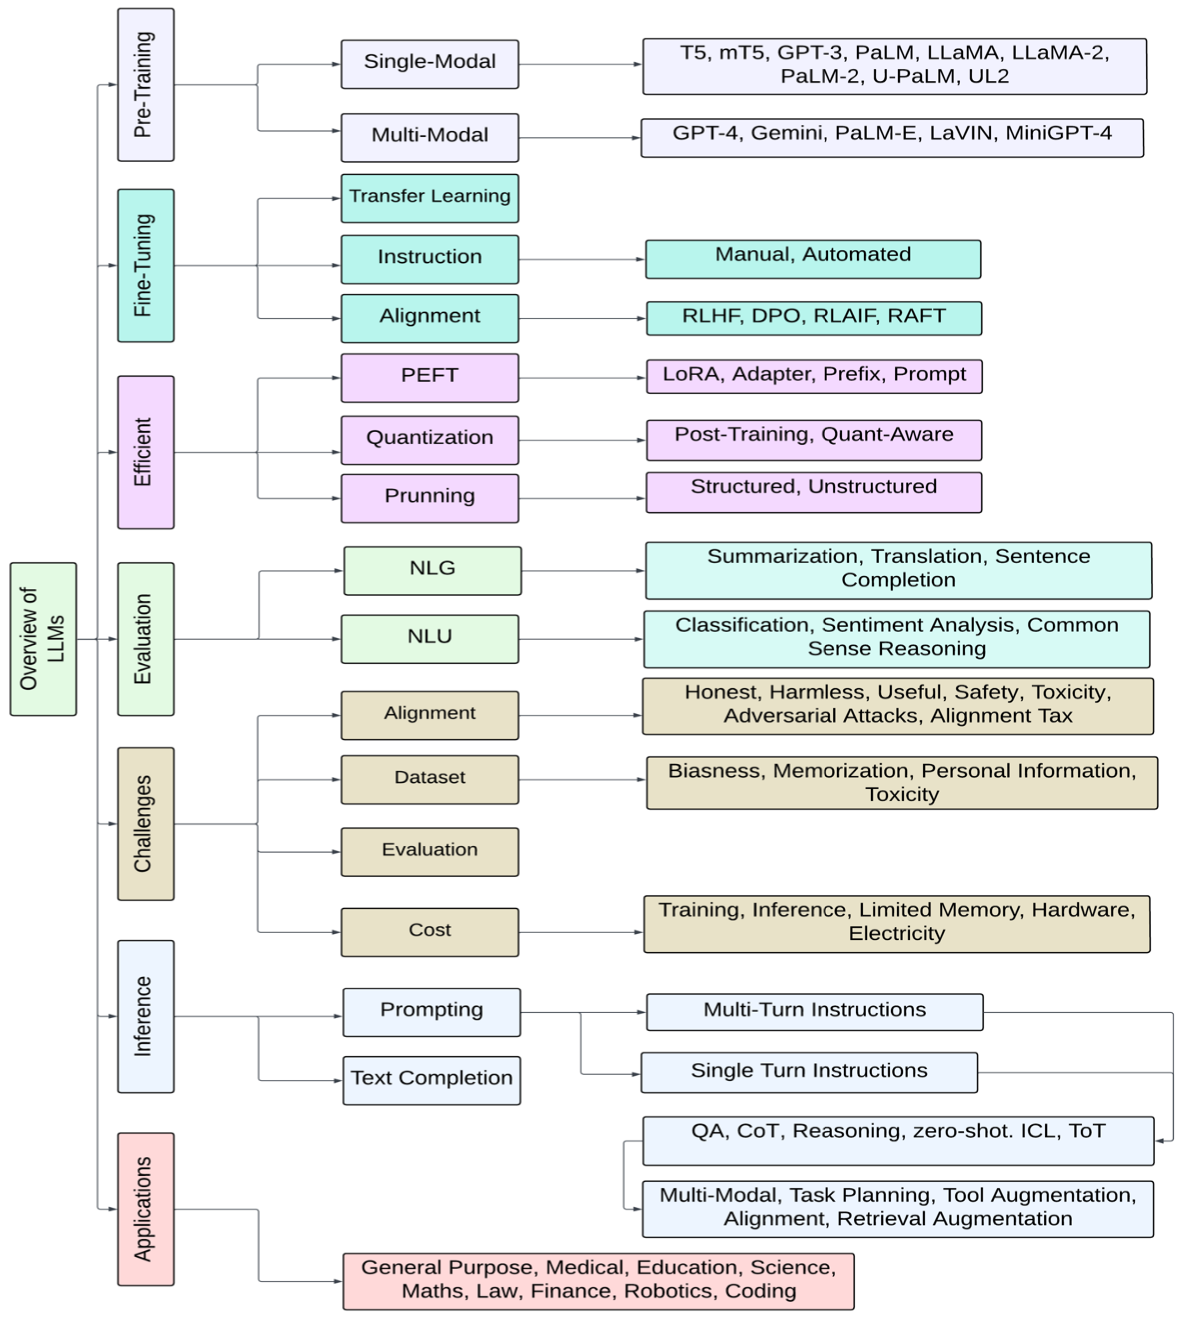 Overview of
LLMs
Pre-Training
Single-Modal
T5, mT5, GPT-3, PaLM, LLaMA, LLaMA-2,
PaLM-2, U-PaLM, UL2
Multi-Modal
GPT-4, Gemini, PaLM-E, LaVIN, MiniGPT-4
Fine-Tuning
Transfer Learning
Instruction
Manual, Automated
Alignment
RLHF, DPO, RLAIF, RAFT
Efficient
PEFT
LoRA, Adapter, Prefix, Prompt
Quantization
Post-Training, Quant-Aware
Prunning
Structured, Unstructured
Evaluation
NLG
Summarization, Translation, Sentence
Completion
NLU
Classification, Sentiment Analysis, Common
Sense Reasoning
Challenges
Alignment
Honest, Harmless, Useful, Safety, Toxicity,
Adversarial Attacks, Alignment Tax
Dataset
Biasness, Memorization, Personal Information,
Toxicity
Evaluation
Cost
Training, Inference, Limited Memory, Hardware,
Electricity
Inference
Prompting
Multi-Turn Instructions
Single Turn Instructions
Text Completion
QA, CoT, Reasoning, zero-shot. ICL, ToT
Multi-Modal, Task Planning, Tool Augmentation,
Alignment, Retrieval Augmentation
Applications
General Purpose, Medical, Education, Science,
Maths, Law, Finance, Robotics, Coding